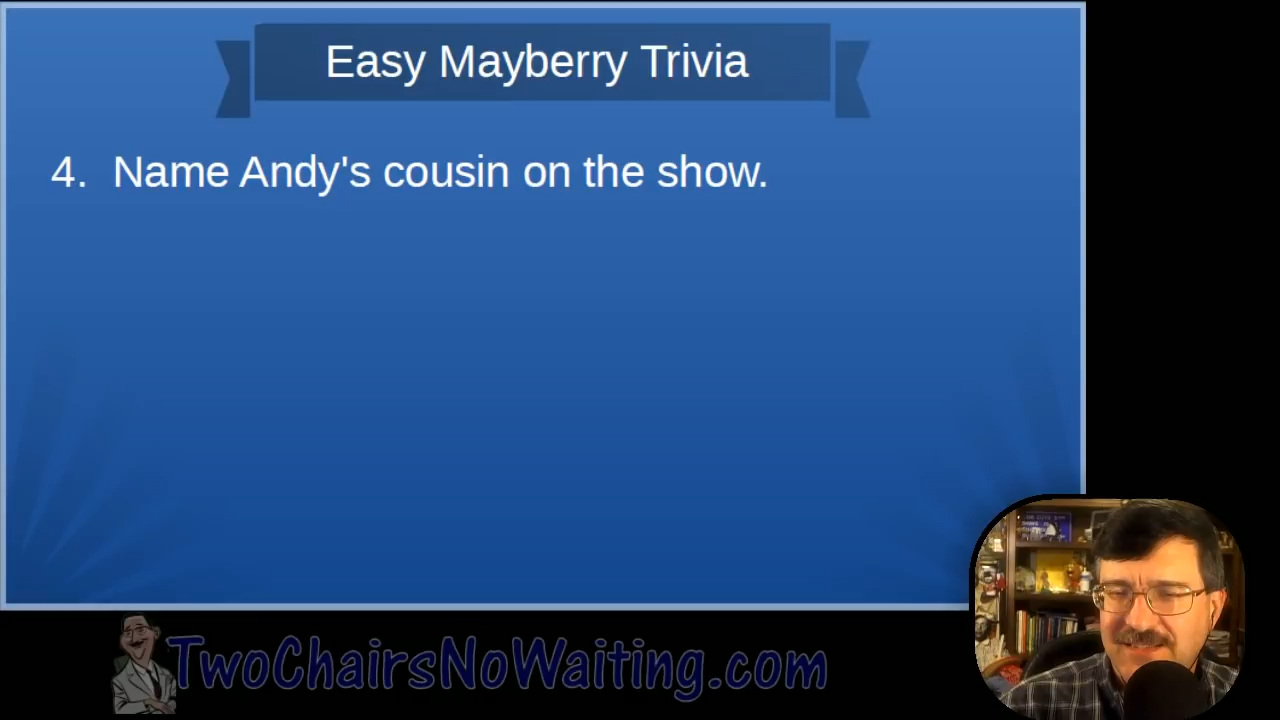 Easy Mayberry Trivia
4. Name Andy's cousin on the show.
TwoChairsNoWaiting.com